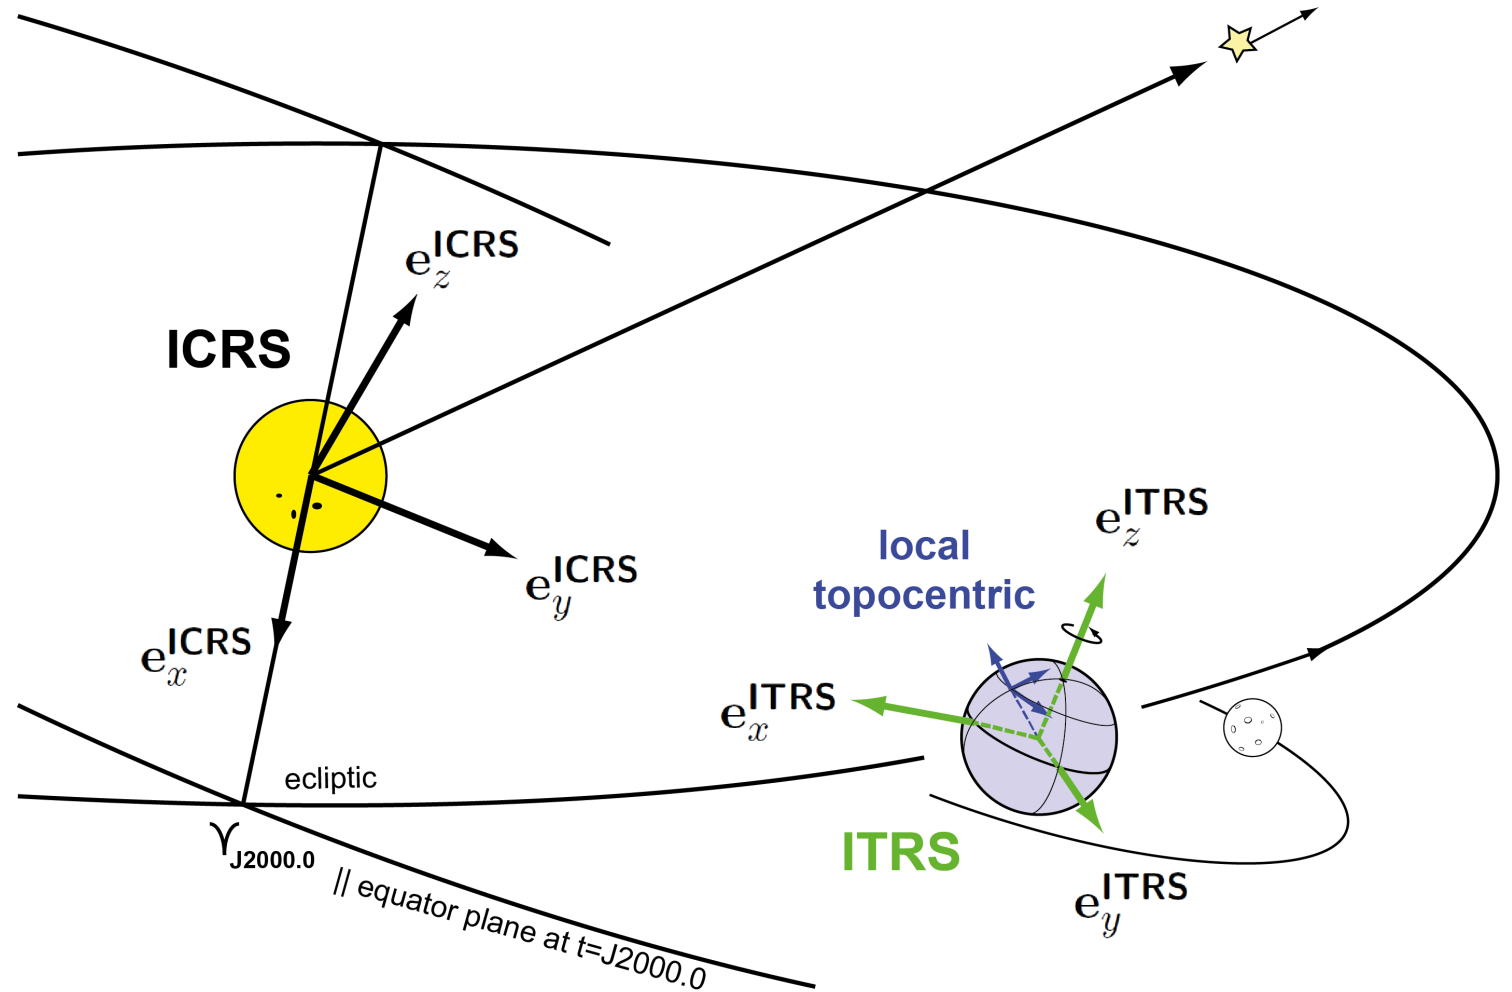 e_z^ICRS
ICRS
e_y^ICRS
e_x^ICRS
ecliptic
♈J2000.0
|| equator plane at t=J2000.0
local
topocentric
e_z^ITRS
e_x^ITRS
ITRS
e_y^ITRS